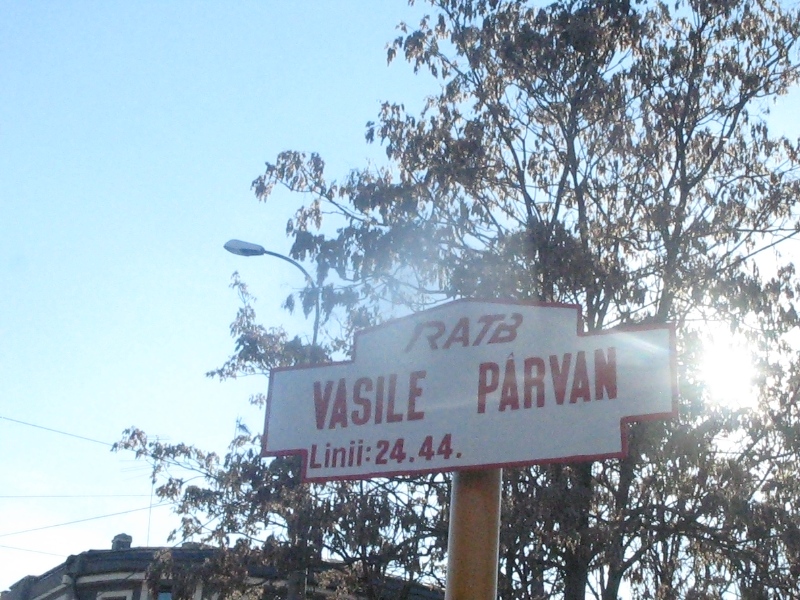 RATB
VASILE PÂRVAN
Linii: 24.44.